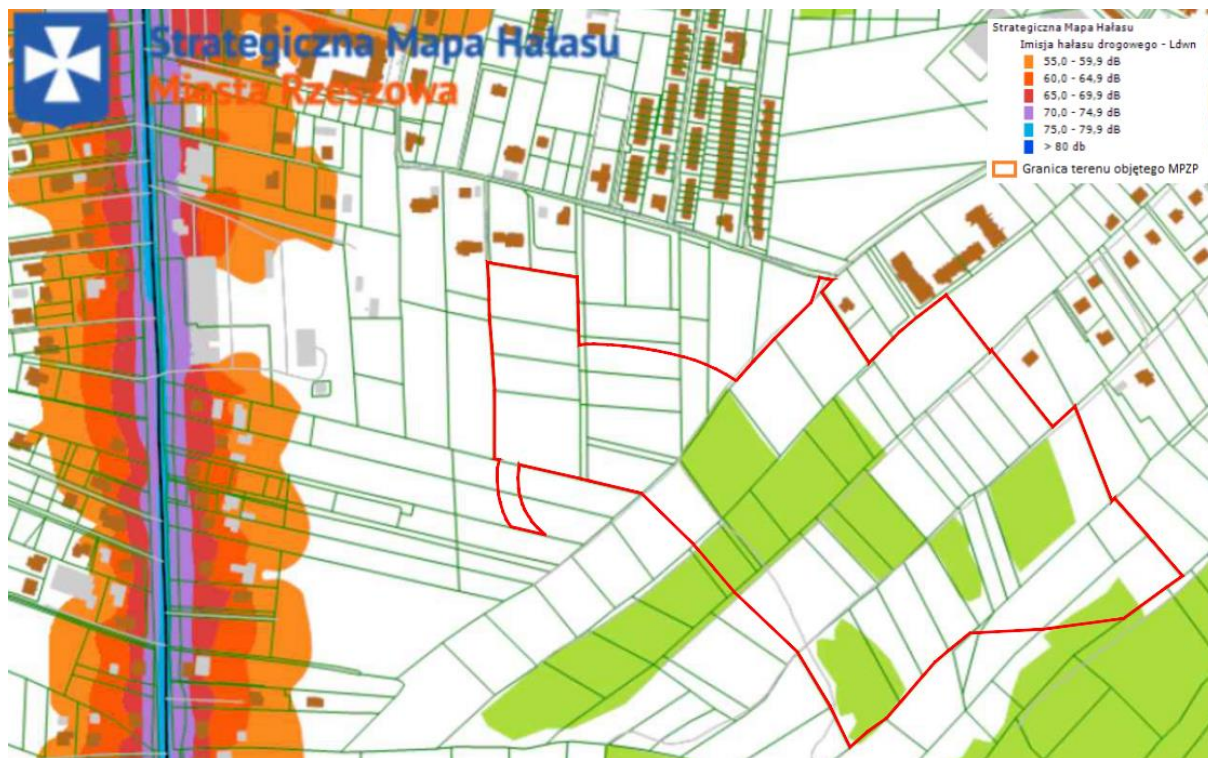 Strategiczna Mapa Hałasu
Miasta Rzeszowa
Strategiczna Mapa Hałasu
Imisja hałasu drogowego - Ldwn
55,0 - 59,9 dB
60,0 - 64,9 dB
65,0 - 69,9 dB
70,0 - 74,9 dB
75,0 - 79,9 dB
> 80 db
Granica terenu objętego MPZP